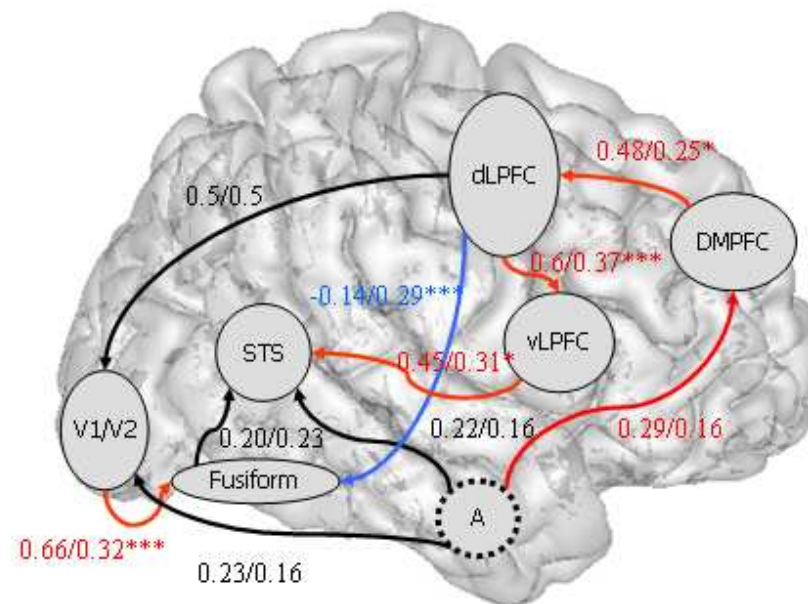 0.48/0.25*
dLPFC
0.5/0.5
DMPFC
0.6/0.37***
-0.14/0.29***
STS
vLPFC
0.45/0.31*
V1/V2
0.20/0.23
0.22/0.16
0.29/0.16
Fusiform
A
0.66/0.32***
0.23/0.16